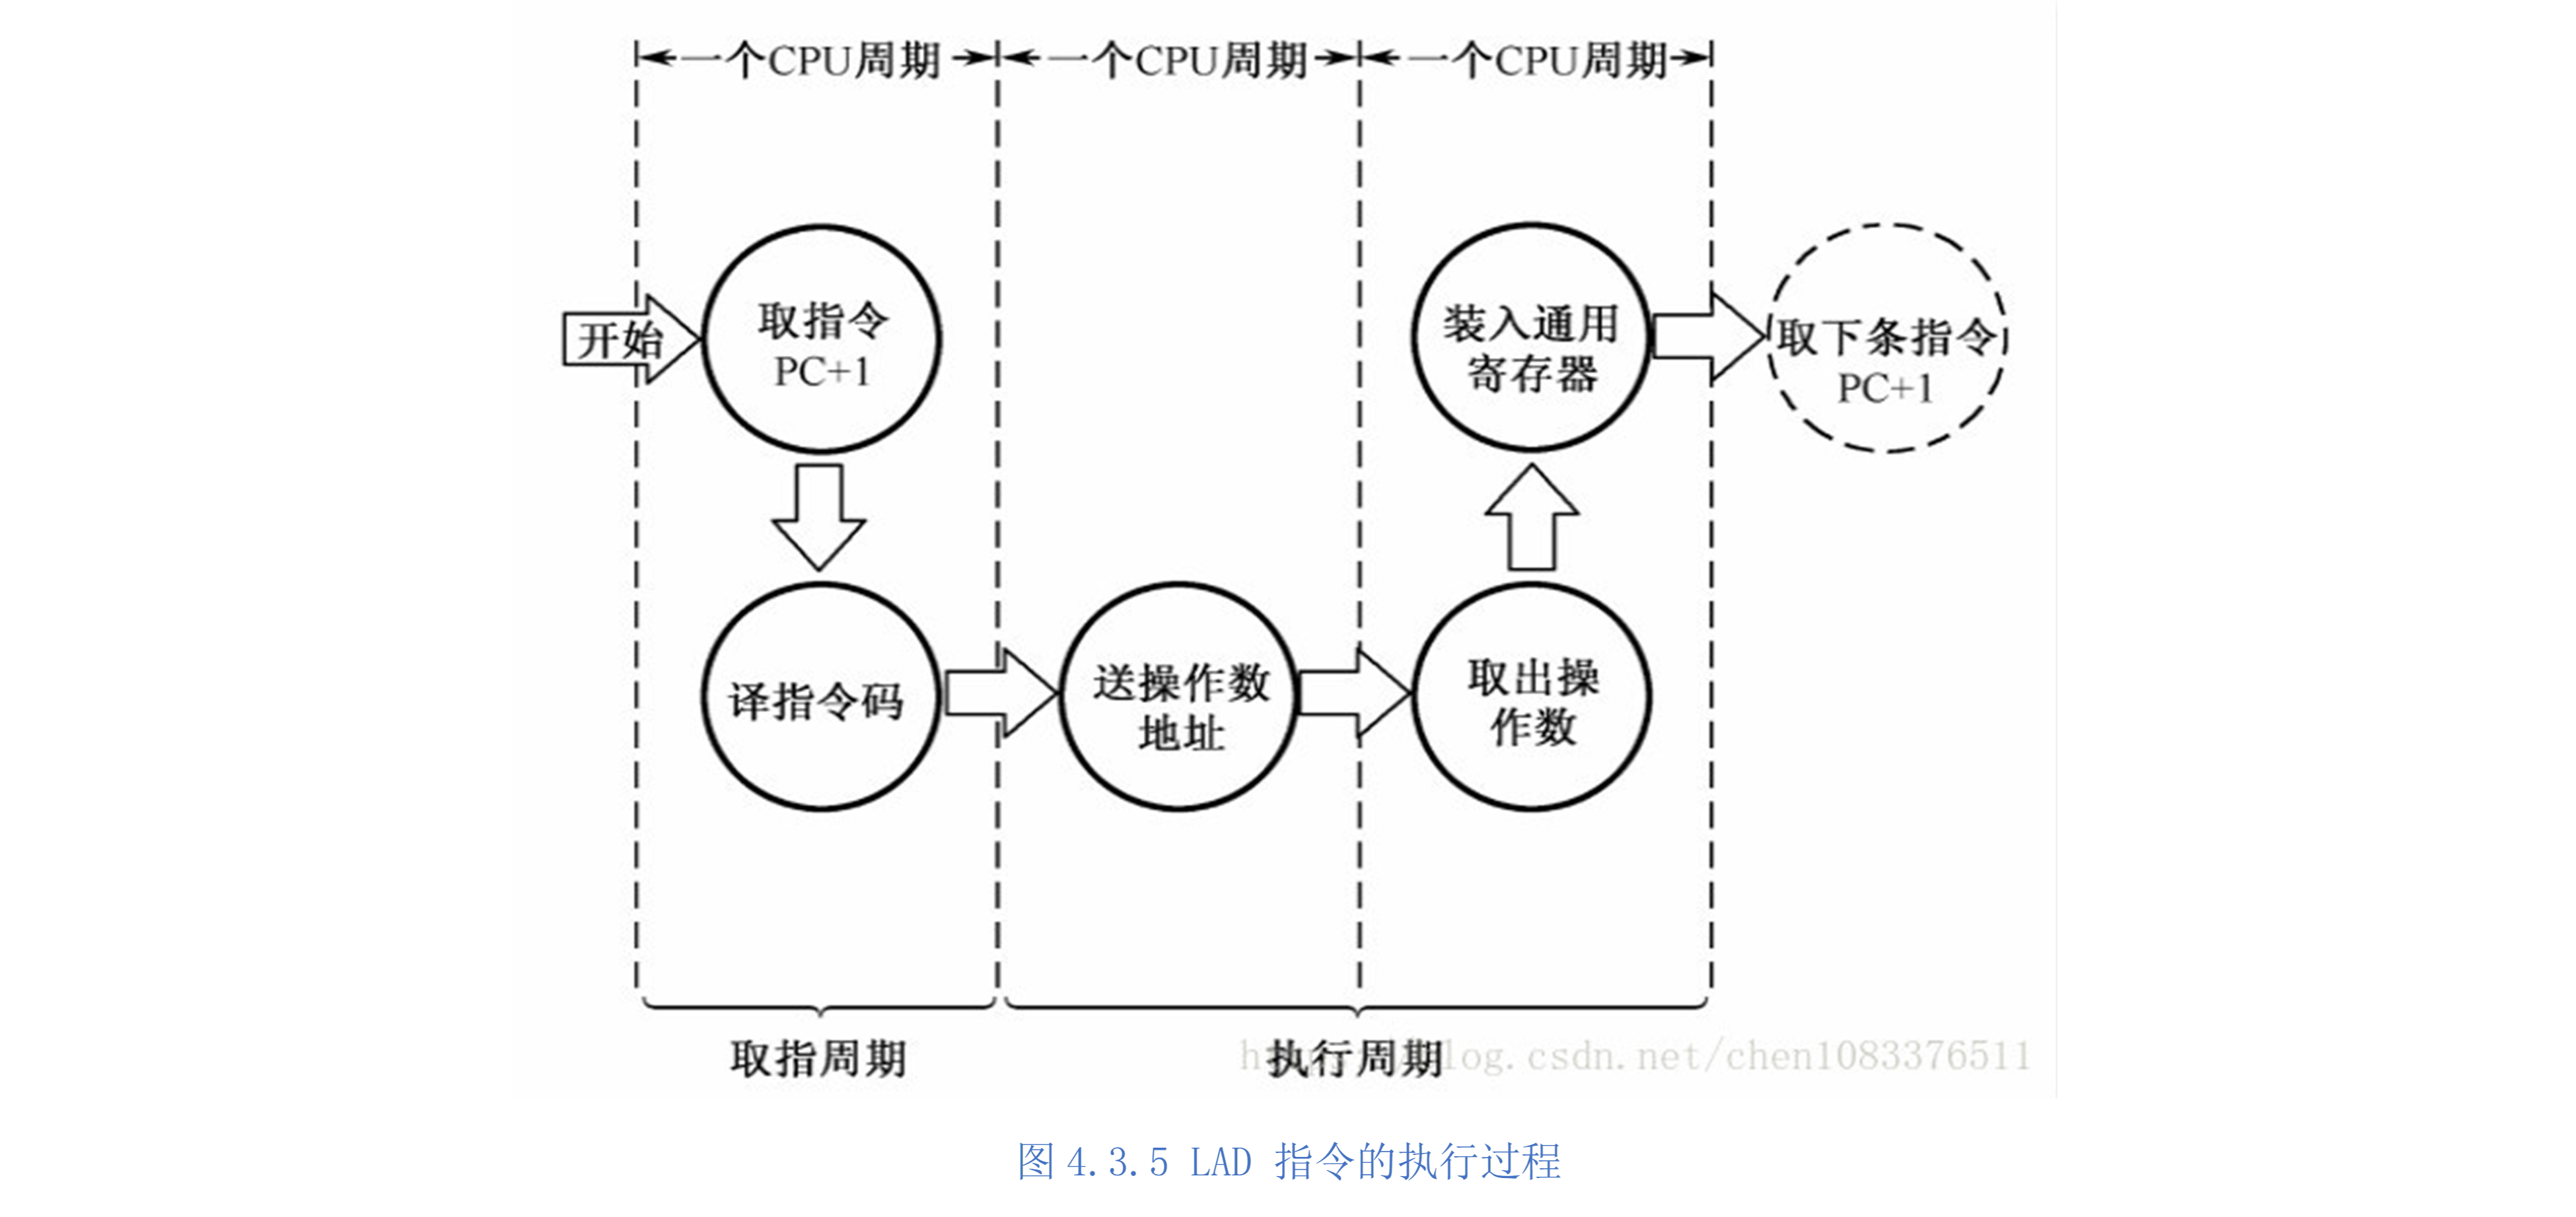 一个CPU周期
一个CPU周期
一个CPU周期
开始
取指令
PC+1
装入通用
寄存器
取下条指令
PC+1
译指令码
送操作数
地址
取出操
作数
取指周期
执行周期
log.csdn.net/chen1083376511
图4.3.5 LAD 指令的执行过程